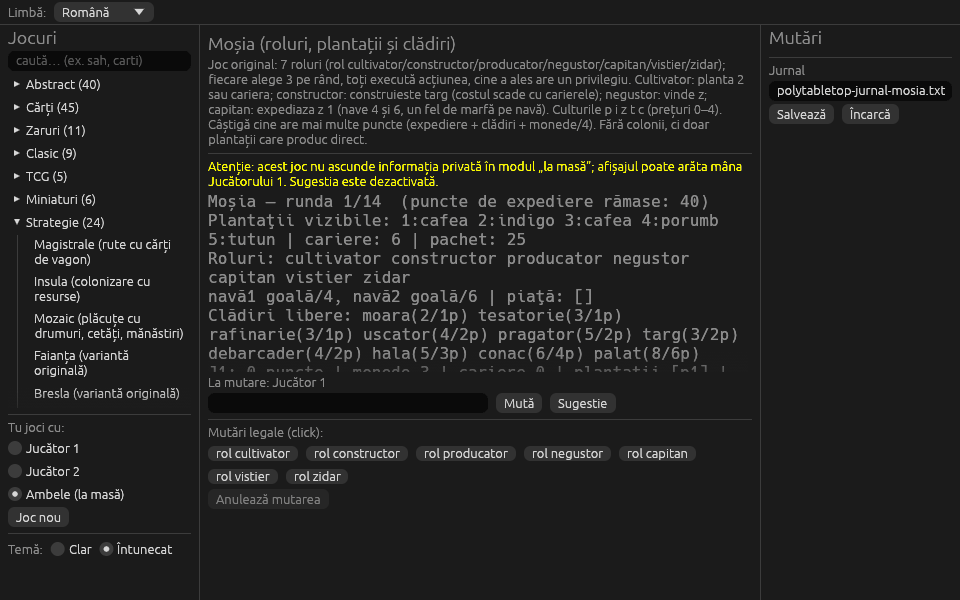 Limbă: Română
Jocuri
caută... (ex. sah, carti)
Abstract (40)
Cărți (45)
Zaruri (11)
Clasic (9)
TCG (5)
Miniaturi (6)
Strategie (24)
Magistrale (rute cu cărți
de vagon)
Insula (colonizare cu
resurse)
Mozaic (plăcuțe cu
drumuri, cetăți, mănăstiri)
Faianța (variantă
originală)
Bresla (variantă originală)
Tu joci cu:
Jucător 1
Jucător 2
Ambele (la masă)
Joc nou
Temă: Clar Întunecat
Moșia (roluri, plantații și clădiri)
Joc original: 7 roluri (rol cultivator/constructor/producator/negustor/capitan/vistier/zidar);
fiecare alege 3 pe rând, toți execută acțiunea, cine a ales are un privilegiu. Cultivator: planta 2
sau cariera; constructor: construieste targ (costul scade cu carierele); negustor: vinde z;
capitan: expediaza z 1 (nave 4 și 6, un fel de marfă pe navă). Culturile p i z t c (prețuri 0–4).
Câștigă cine are mai multe puncte (expediere + clădiri + monede/4). Fără colonii, ci doar
plantații care produc direct.
Atenție: acest joc nu ascunde informația privată în modul „la masă”; afișajul poate arăta mâna
Jucătorului 1. Sugestia este dezactivată.
Moșia — runda 1/14 (puncte de expediere rămase: 40)
Plantații vizibile: 1:cafea 2:indigo 3:cafea 4:porumb
5:tutun | cariere: 6 | pachet: 25
Roluri: cultivator constructor producator negustor
capitan vistier zidar
navă1 goală/4, navă2 goală/6 | piață: []
Clădiri libere: moara(2/1p) tesatorie(3/1p)
rafinarie(3/1p) uscator(4/2p) pragator(5/2p) targ(3/2p)
debarcader(4/2p) hala(5/3p) conac(6/4p) palat(8/6p)
J1: 0 puncte | monede 3 | cariere 0 | plantații [p1] |
La mutare: Jucător 1
Mută Sugestie
Mutări legale (click):
rol cultivator rol constructor rol producator rol negustor rol capitan
rol vistier rol zidar
Anulează mutarea
Mutări
Jurnal
polytabletop-jurnal-mosia.txt
Salvează Încarcă